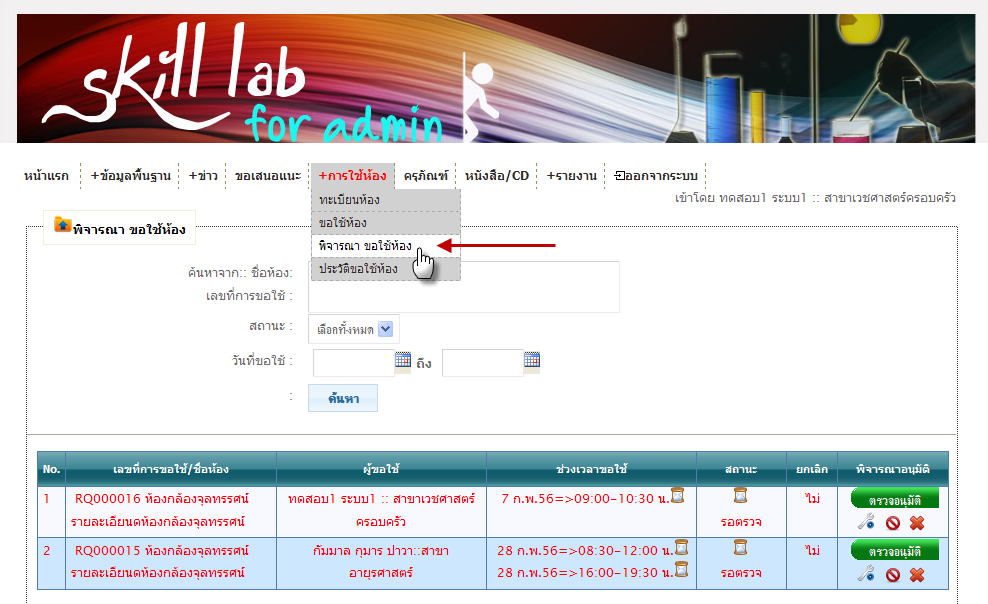 skill lab
for admin
หน้าแรก +ข้อมูลพื้นฐาน +ข่าว ขอเสนอแนะ +การใช้ห้อง ครุภัณฑ์ หนังสือ/CD +รายงาน ออกจากระบบ
เข้าโดย ทดสอบ1 ระบบ1 :: สาขาเวชศาสตร์ครอบครัว
ทะเบียนห้อง
ขอใช้ห้อง
พิจารณา ขอใช้ห้อง
ประวัติขอใช้ห้อง
พิจารณา ขอใช้ห้อง
ค้นหาจาก:: ชื่อห้อง:
เลขที่การขอใช้ :
สถานะ : เลือกทั้งหมด
วันที่ขอใช้ : ถึง
: ค้นหา
No. เลขที่การขอใช้/ชื่อห้อง ผู้ขอใช้ ช่วงเวลาขอใช้ สถานะ ยกเลิก พิจารณาอนุมัติ
1 RQ000016 ห้องกล้องจุลทรรศน์ ทดสอบ1 ระบบ1 :: สาขาเวชศาสตร์ 7 ก.พ.56=>09:00-10:30 น. ไม่ ตรวจอนุมัติ
รายละเอียนดห้องกล้องจุลทรรศน์ ครอบครัว รอตรวจ
2 RQ000015 ห้องกล้องจุลทรรศน์ กัมมาล กุมาร ปาวา::สาขา 28 ก.พ.56=>08:30-12:00 น. ไม่ ตรวจอนุมัติ
รายละเอียนดห้องกล้องจุลทรรศน์ อายุรศาสตร์ 28 ก.พ.56=>16:00-19:30 น. รอตรวจ